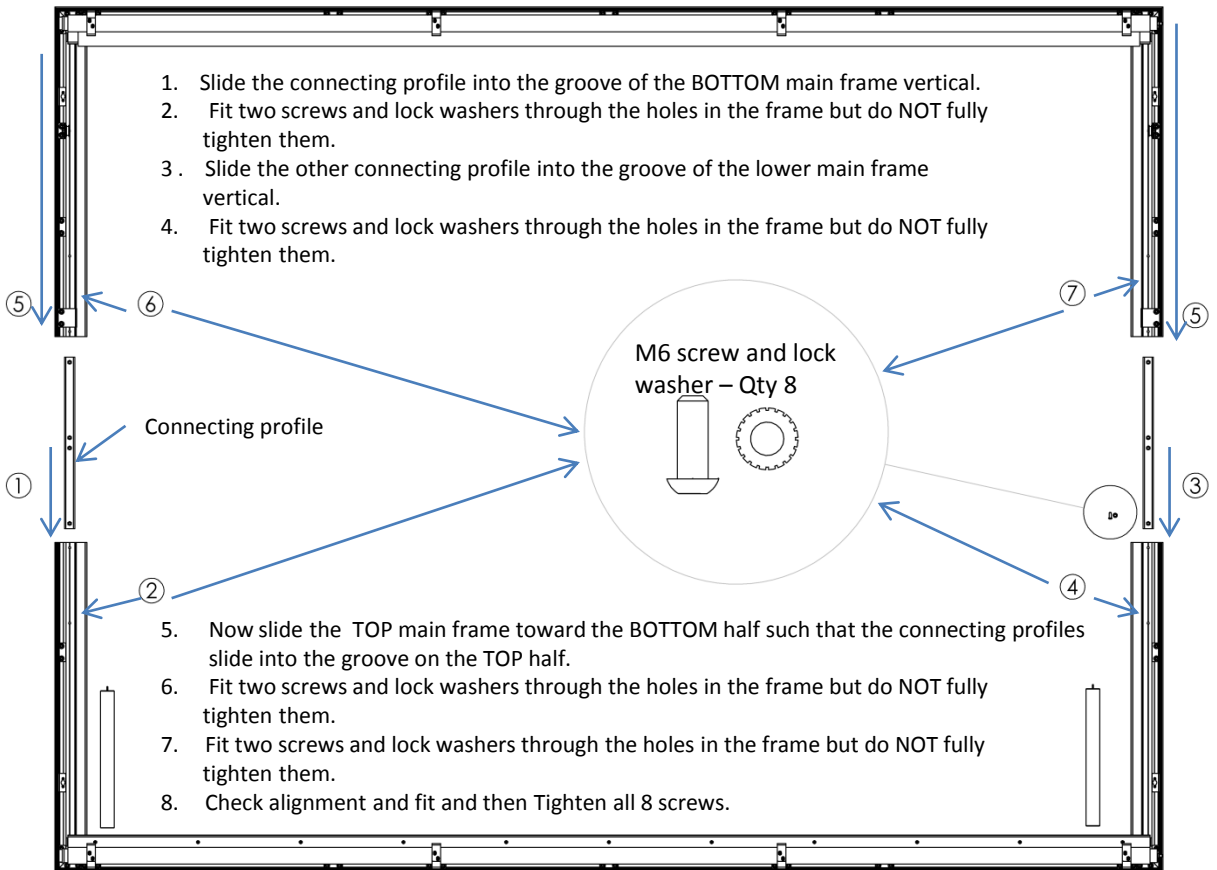 1. Slide the connecting profile into the groove of the BOTTOM main frame vertical.
2. Fit two screws and lock washers through the holes in the frame but do NOT fully
tighten them.
3 . Slide the other connecting profile into the groove of the lower main frame
vertical.
4. Fit two screws and lock washers through the holes in the frame but do NOT fully
tighten them.
⑤
⑥
⑦
⑤
M6 screw and lock
washer – Qty 8
Connecting profile
①
③
②
④
5. Now slide the TOP main frame toward the BOTTOM half such that the connecting profiles
slide into the groove on the TOP half.
6. Fit two screws and lock washers through the holes in the frame but do NOT fully
tighten them.
7. Fit two screws and lock washers through the holes in the frame but do NOT fully
tighten them.
8. Check alignment and fit and then Tighten all 8 screws.